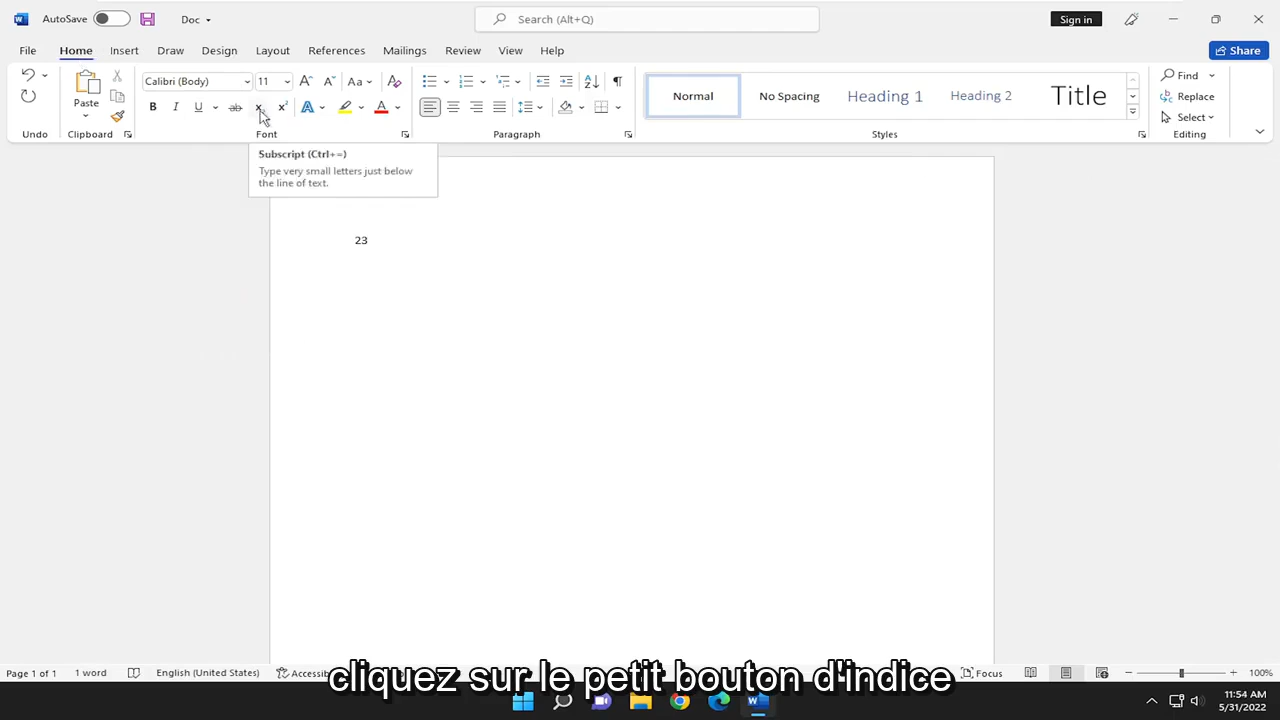 AutoSave
Doc
Search (Alt+Q)
Sign in
File Home Insert Draw Design Layout References Mailings Review View Help
Share
Paste
Calibri (Body) 11
Aa
Normal
No Spacing
Heading 1
Heading 2
Title
Find
Replace
Select
Undo Clipboard Font Paragraph Styles Editing
Subscript (Ctrl+=)
Type very small letters just below
the line of text.
23
Page 1 of 1 1 word English (United States)
Focus
100%
cliquez sur le petit bouton d'indice
11:54 AM
5/31/2022